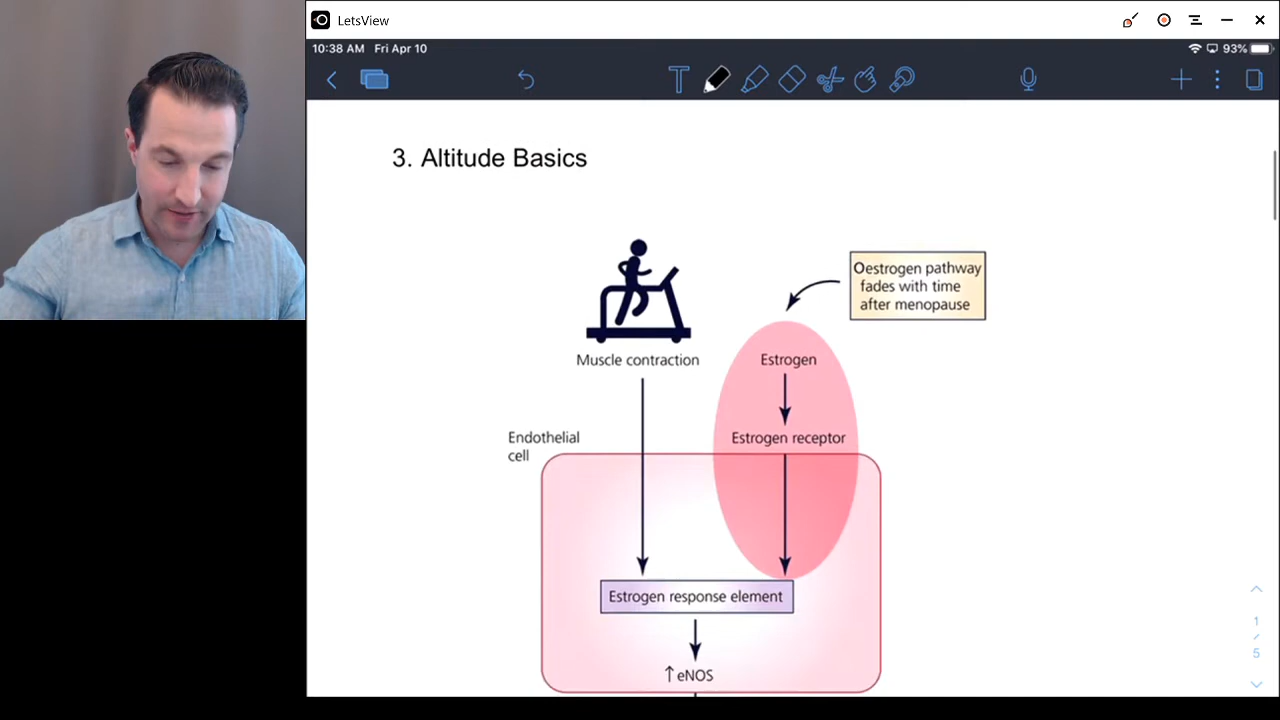 LetsView
10:38 AM Fri Apr 10
93%
3. Altitude Basics
Oestrogen pathway
fades with time
after menopause
Muscle contraction
Estrogen
Estrogen receptor
Endothelial
cell
Estrogen response element
↑ eNOS
1
/
5